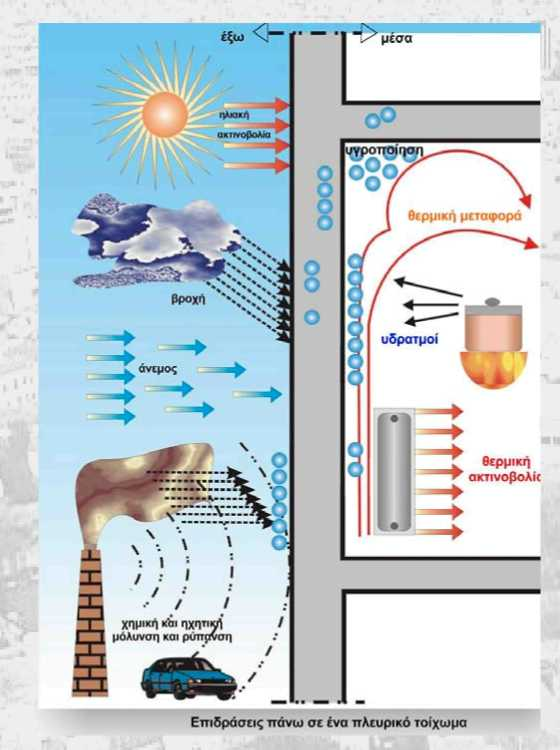 έξω
μέσα
ηλιακή
ακτινοβολία
υγροποίηση
θερμική μεταφορά
βροχή
υδρατμοί
άνεμος
θερμική
ακτινοβολία
χημική και ηχητική
μόλυνση και ρύπανση
Επιδράσεις πάνω σε ένα πλευρικό τοίχωμα